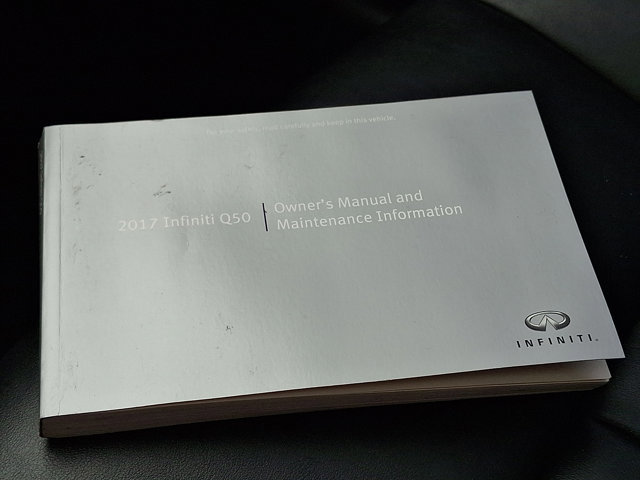 For your safety, read carefully and keep in this vehicle.
2017 Infiniti Q50
Owner's Manual and
Maintenance Information
INFINITI